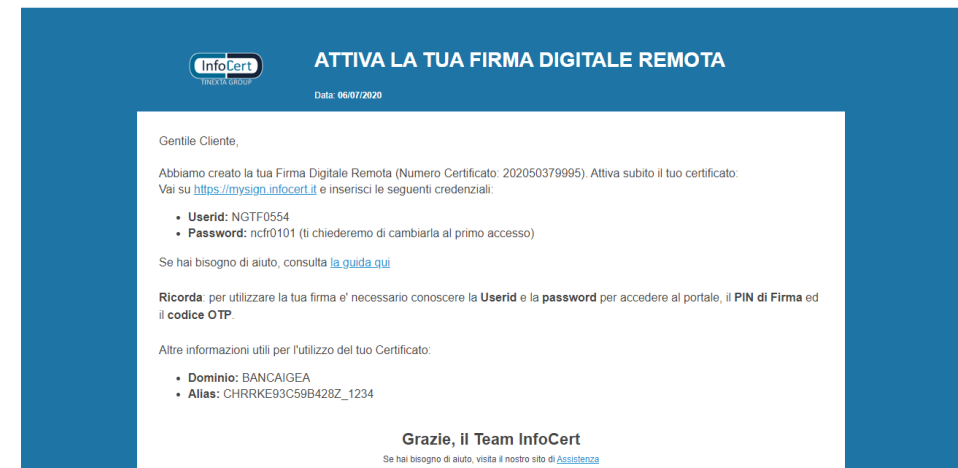 InfoCert
TINEXTA GROUP
ATTIVA LA TUA FIRMA DIGITALE REMOTA
Data: 06/07/2020
Gentile Cliente,
Abbiamo creato la tua Firma Digitale Remota (Numero Certificato: 202050379995). Attiva subito il tuo certificato:
Vai su https://mysign.infocert.it e inserisci le seguenti credenziali:
• Userid: NGTF0554
• Password: ncfr0101 (ti chiederemo di cambiarla al primo accesso)
Se hai bisogno di aiuto, consulta la guida qui
Ricorda: per utilizzare la tua firma e' necessario conoscere la Userid e la password per accedere al portale, il PIN di Firma ed
il codice OTP.
Altre informazioni utili per l'utilizzo del tuo Certificato:
• Dominio: BANCAIGEA
• Alias: CHRRKE93C59B428Z_1234
Grazie, il Team InfoCert
Se hai bisogno di aiuto, visita il nostro sito di Assistenza